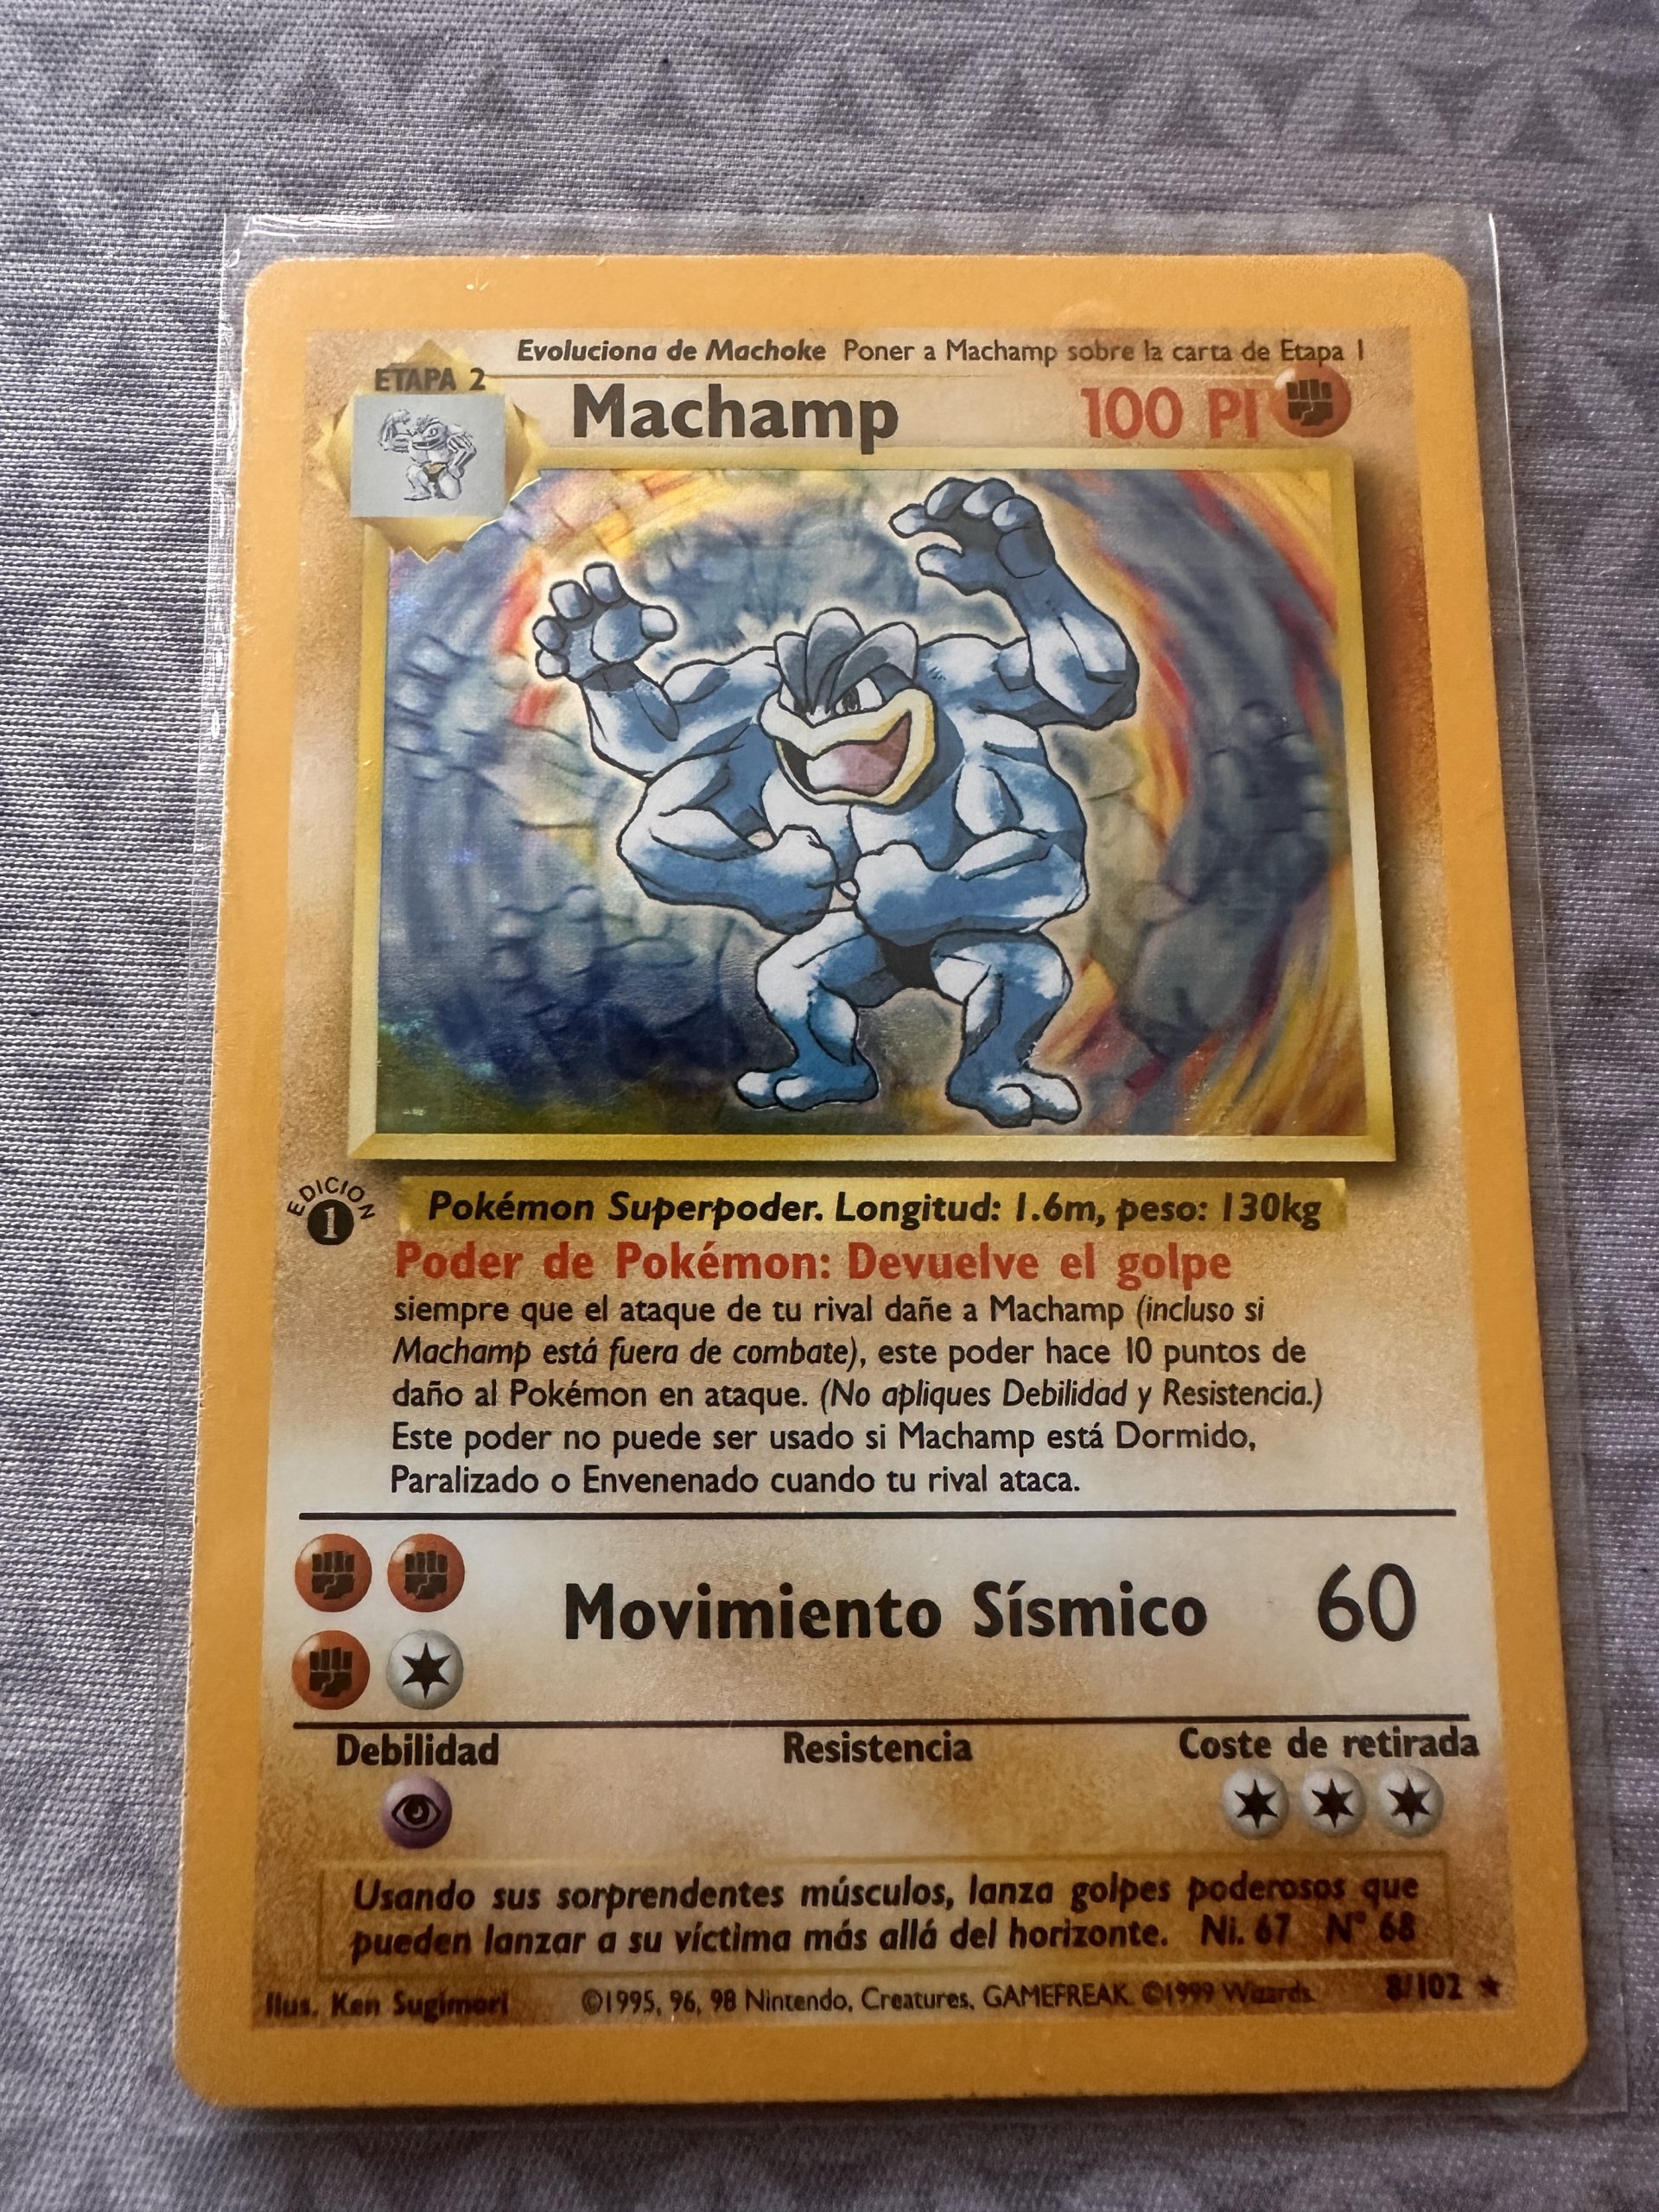 Evoluciona de Machoke Poner a Machamp sobre la carta de Etapa 1
ETAPA 2
Machamp 100 PI
EDICION
1
Pokémon Superpoder. Longitud: 1.6m, peso: 130kg
Poder de Pokémon: Devuelve el golpe
siempre que el ataque de tu rival dañe a Machamp (incluso si
Machamp está fuera de combate), este poder hace 10 puntos de
daño al Pokémon en ataque. (No apliques Debilidad y Resistencia.)
Este poder no puede ser usado si Machamp está Dormido,
Paralizado o Envenenado cuando tu rival ataca.
Movimiento Sísmico 60
Debilidad Resistencia Coste de retirada
Usando sus sorprendentes músculos, lanza golpes poderosos que
pueden lanzar a su víctima más allá del horizonte. Ni. 67 Nº 68
Ilus. Ken Sugimori ©1995, 96, 98 Nintendo, Creatures, GAMEFREAK. ©1999 Wizards. 8/102 ★